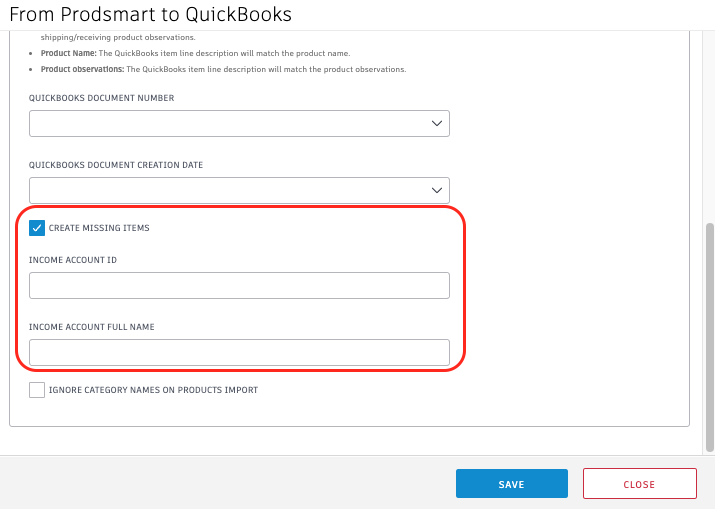 From Prodsmart to QuickBooks
shipping/receiving product observations.
Product Name: The QuickBooks item line description will match the product name.
Product observations: The QuickBooks item line description will match the product observations.
QUICKBOOKS DOCUMENT NUMBER
QUICKBOOKS DOCUMENT CREATION DATE
CREATE MISSING ITEMS
INCOME ACCOUNT ID
INCOME ACCOUNT FULL NAME
IGNORE CATEGORY NAMES ON PRODUCTS IMPORT
SAVE CLOSE